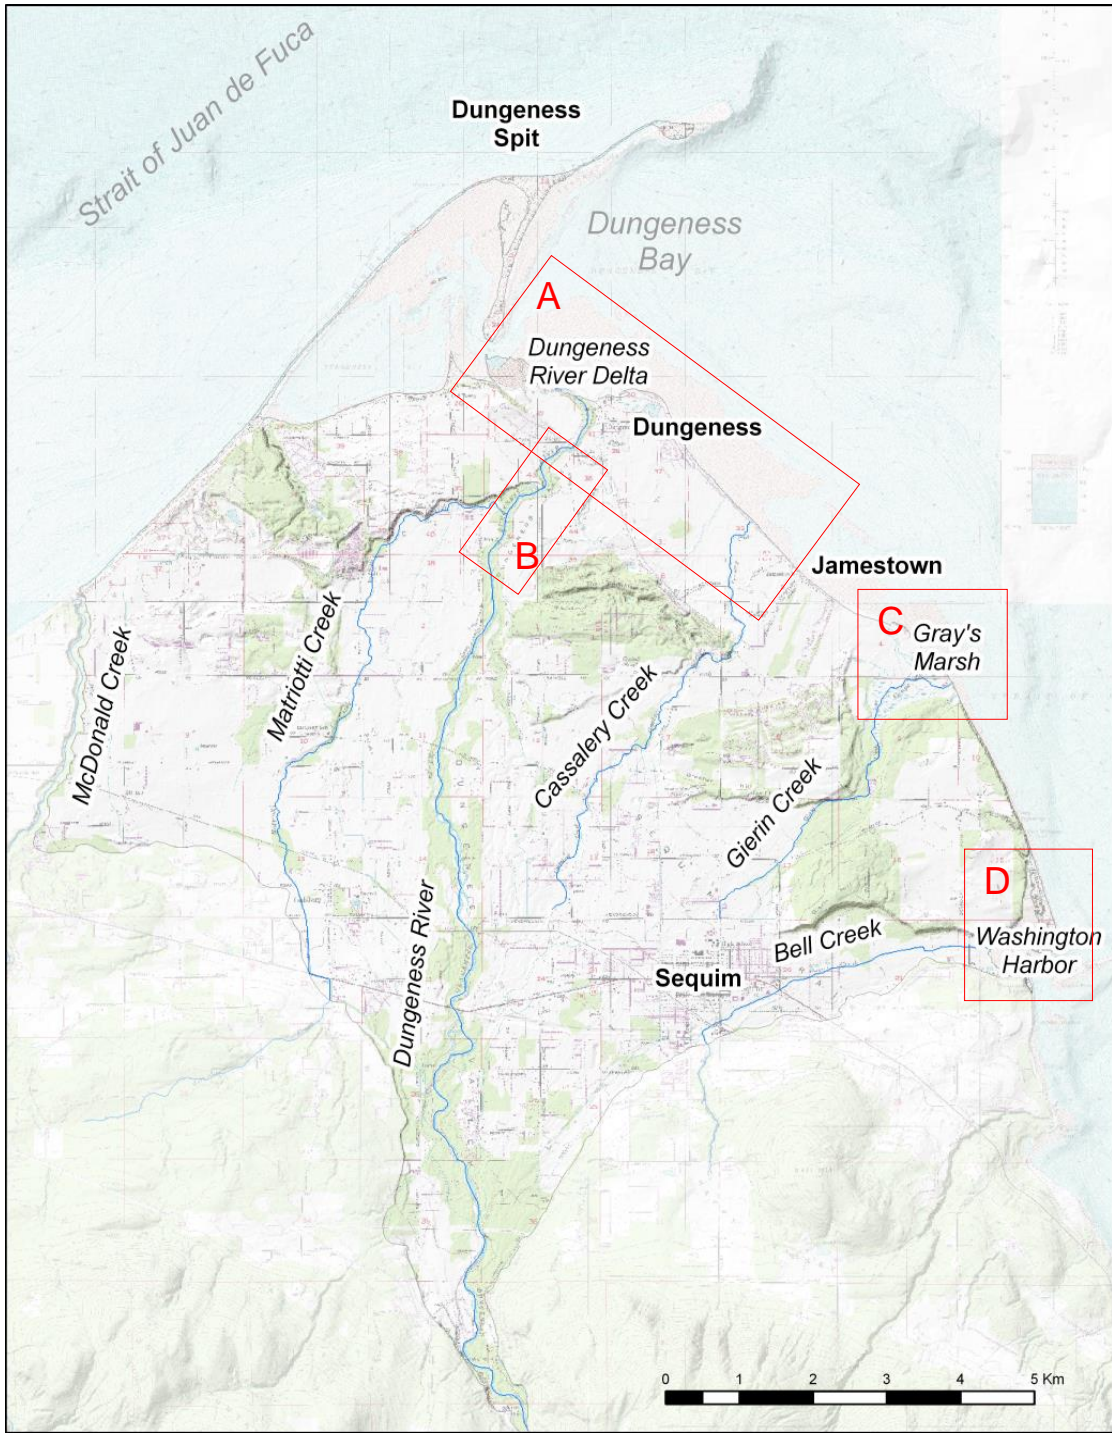 Strait of Juan de Fuca
Dungeness
Spit
Dungeness
Bay
A
Dungeness
River Delta
Dungeness
B
Jamestown
C
Gray's
Marsh
McDonald Creek
Matriotti Creek
Cassalery Creek
Gierin Creek
D
Washington
Harbor
Bell Creek
Dungeness River
Sequim
0 1 2 3 4 5 Km